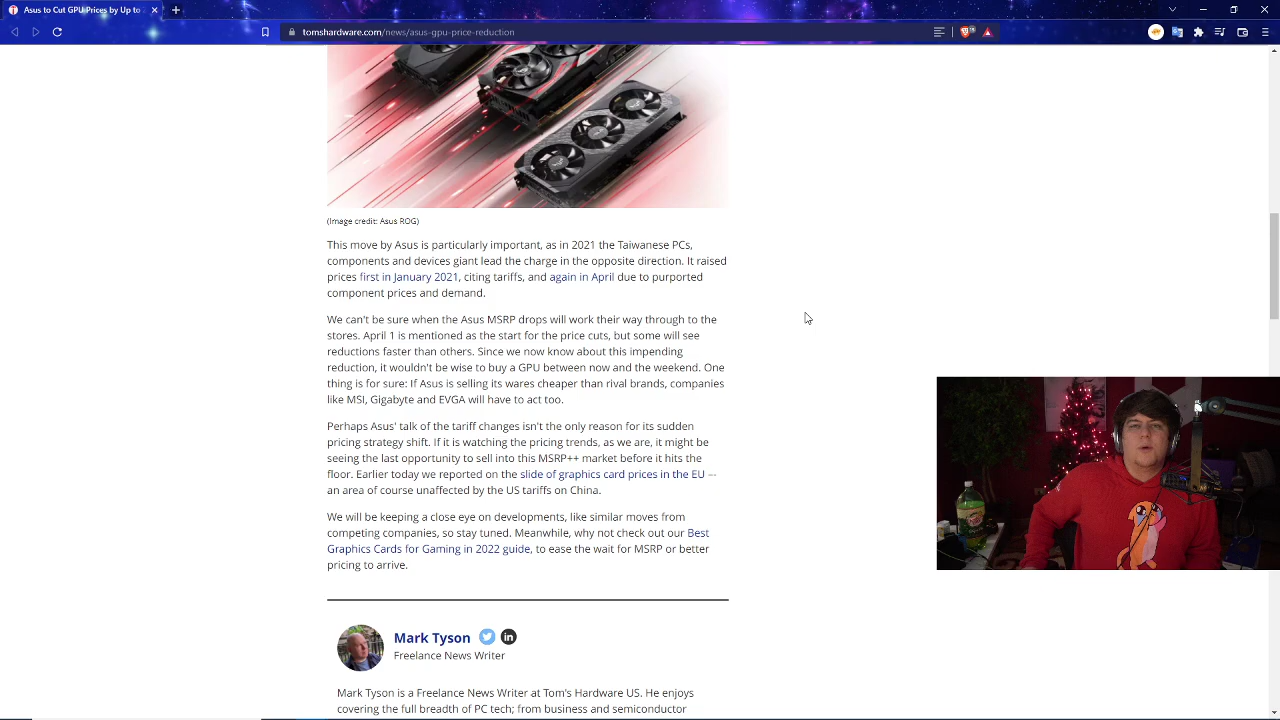 Asus to Cut GPU Prices by Up to
tomshardware.com/news/asus-gpu-price-reduction
(Image credit: Asus ROG)
This move by Asus is particularly important, as in 2021 the Taiwanese PCs,
components and devices giant lead the charge in the opposite direction. It raised
prices first in January 2021, citing tariffs, and again in April due to purported
component prices and demand.
We can't be sure when the Asus MSRP drops will work their way through to the
stores. April 1 is mentioned as the start for the price cuts, but some will see
reductions faster than others. Since we now know about this impending
reduction, it wouldn't be wise to buy a GPU between now and the weekend. One
thing is for sure: If Asus is selling its wares cheaper than rival brands, companies
like MSI, Gigabyte and EVGA will have to act too.
Perhaps Asus' talk of the tariff changes isn't the only reason for its sudden
pricing strategy shift. If it is watching the pricing trends, as we are, it might be
seeing the last opportunity to sell into this MSRP++ market before it hits the
floor. Earlier today we reported on the slide of graphics card prices in the EU –-
an area of course unaffected by the US tariffs on China.
We will be keeping a close eye on developments, like similar moves from
competing companies, so stay tuned. Meanwhile, why not check out our Best
Graphics Cards for Gaming in 2022 guide, to ease the wait for MSRP or better
pricing to arrive.
Mark Tyson
in
Freelance News Writer
Mark Tyson is a Freelance News Writer at Tom's Hardware US. He enjoys
covering the full breadth of PC tech; from business and semiconductor